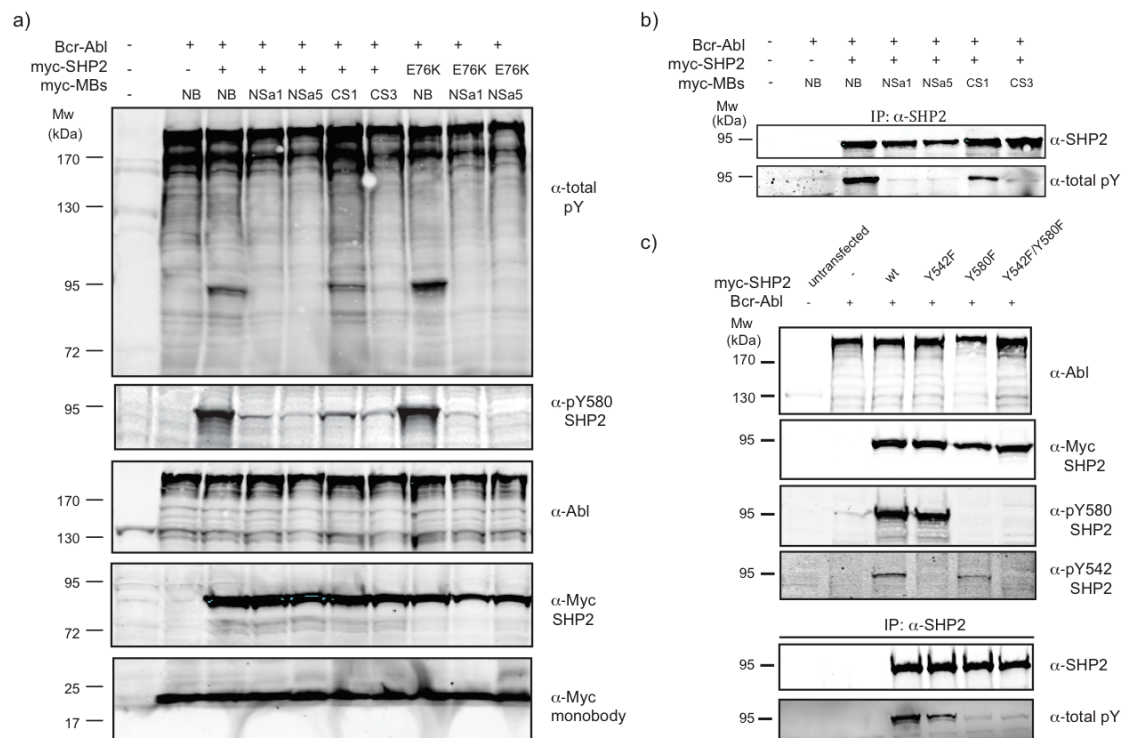 a)
Bcr-Abl - + + + + + + + + +
myc-SHP2 - - + + + + + E76K E76K E76K
myc-MBs - NB NB NSa1 NSa5 CS1 CS3 NB NSa1 NSa5
Mw
(kDa)
170
130
95
72
α-total
pY
95
α-pY580
SHP2
170
130
α-Abl
95
72
α-Myc
SHP2
25
17
α-Myc
monobody
b)
Bcr-Abl - + + + + + +
myc-SHP2 - - + + + + +
myc-MBs - NB NB NSa1 NSa5 CS1 CS3
Mw
(kDa)
IP: α-SHP2
95
α-SHP2
95
α-total pY
c)
myc-SHP2 untransfected - wt Y542F Y580F Y542F/Y580F
Bcr-Abl - + + + + +
Mw
(kDa)
170
130
α-Abl
95
α-Myc
SHP2
95
α-pY580
SHP2
95
α-pY542
SHP2
IP: α-SHP2
95
α-SHP2
95
α-total pY